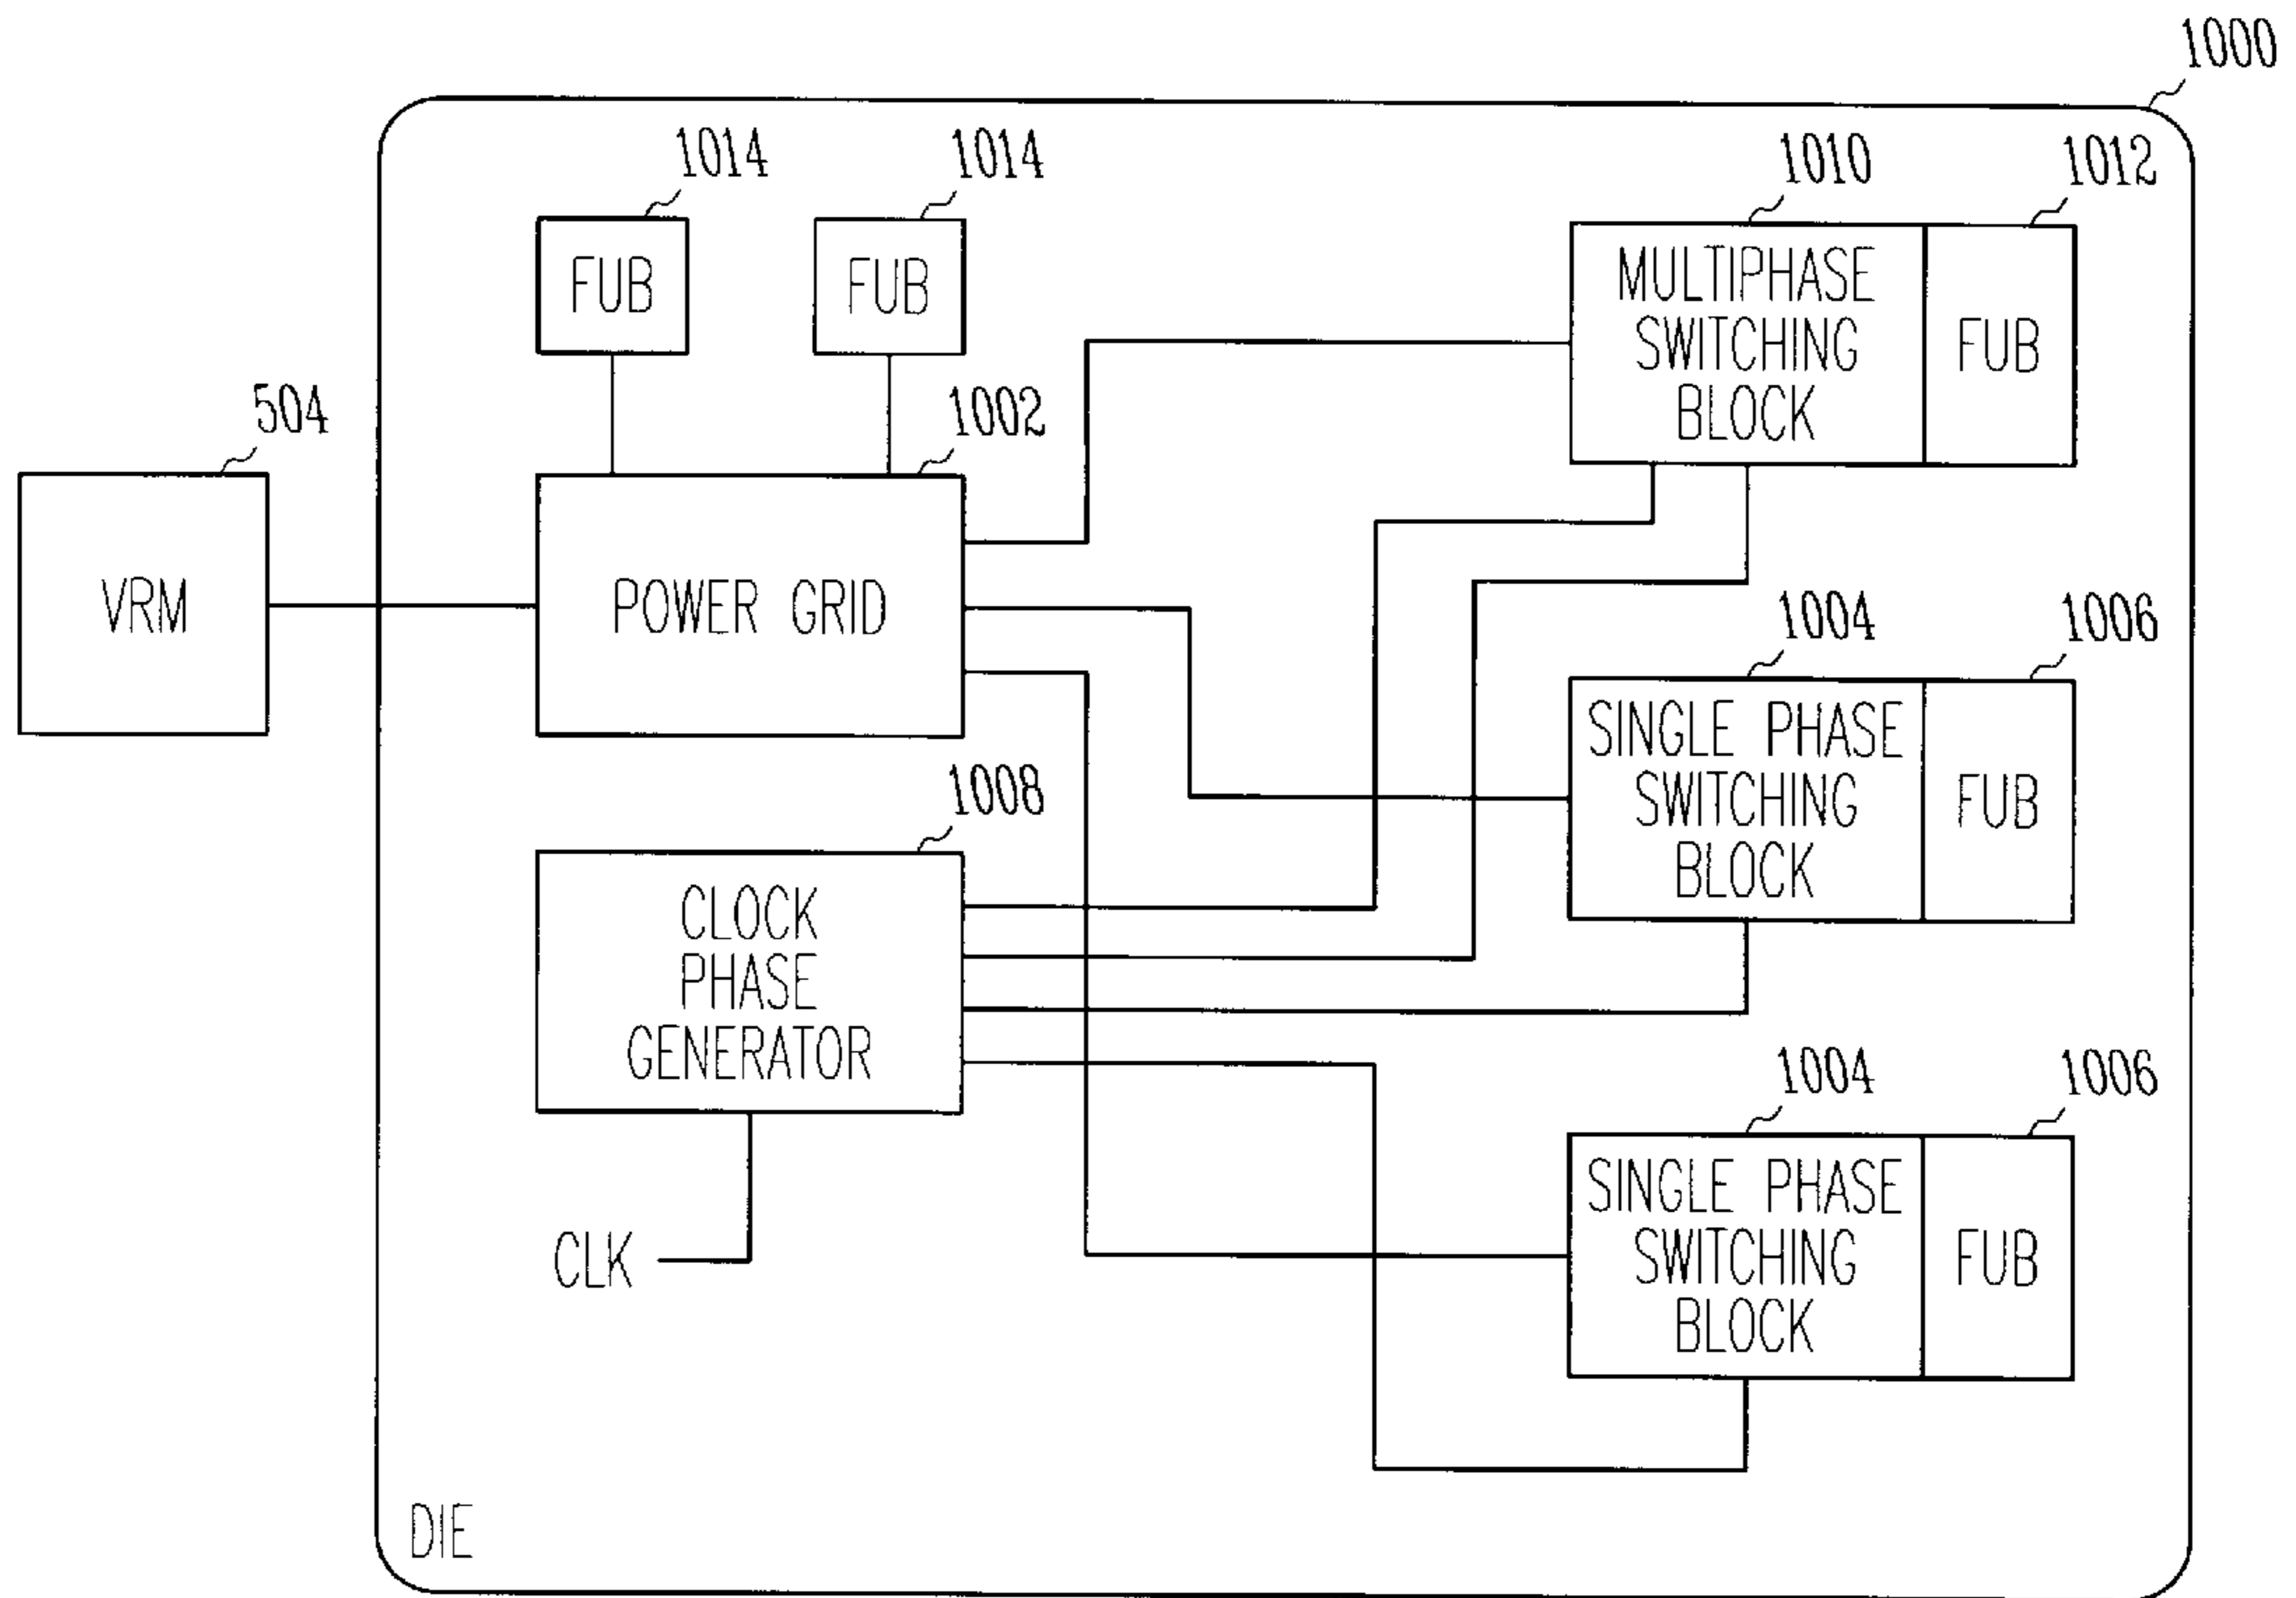 1000
1014
1014
1010
1012
FUB
FUB
MULTIPHASE
SWITCHING
BLOCK
FUB
504
1002
VRM
POWER GRID
1004
1006
SINGLE PHASE
SWITCHING
BLOCK
FUB
1008
CLOCK
PHASE
GENERATOR
1004
1006
SINGLE PHASE
SWITCHING
BLOCK
FUB
CLK
DIE